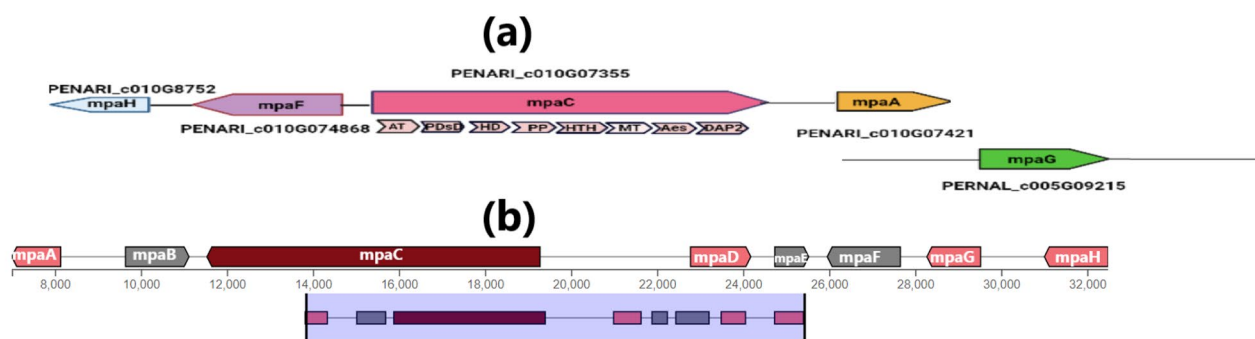 (a)
PENARI_c010G8752
PENARI_c010G07355
mpaH
mpaF
mpaC
mpaA
PENARI_c010G074868
AT PDsD HD PP HTH MT Aes DAP2
PENARI_c010G07421
mpaG
PERNAL_c005G09215
(b)
mpaA mpaB mpaC mpaD mpaE mpaF mpaG mpaH
8,000 10,000 12,000 14,000 16,000 18,000 20,000 22,000 24,000 26,000 28,000 30,000 32,000